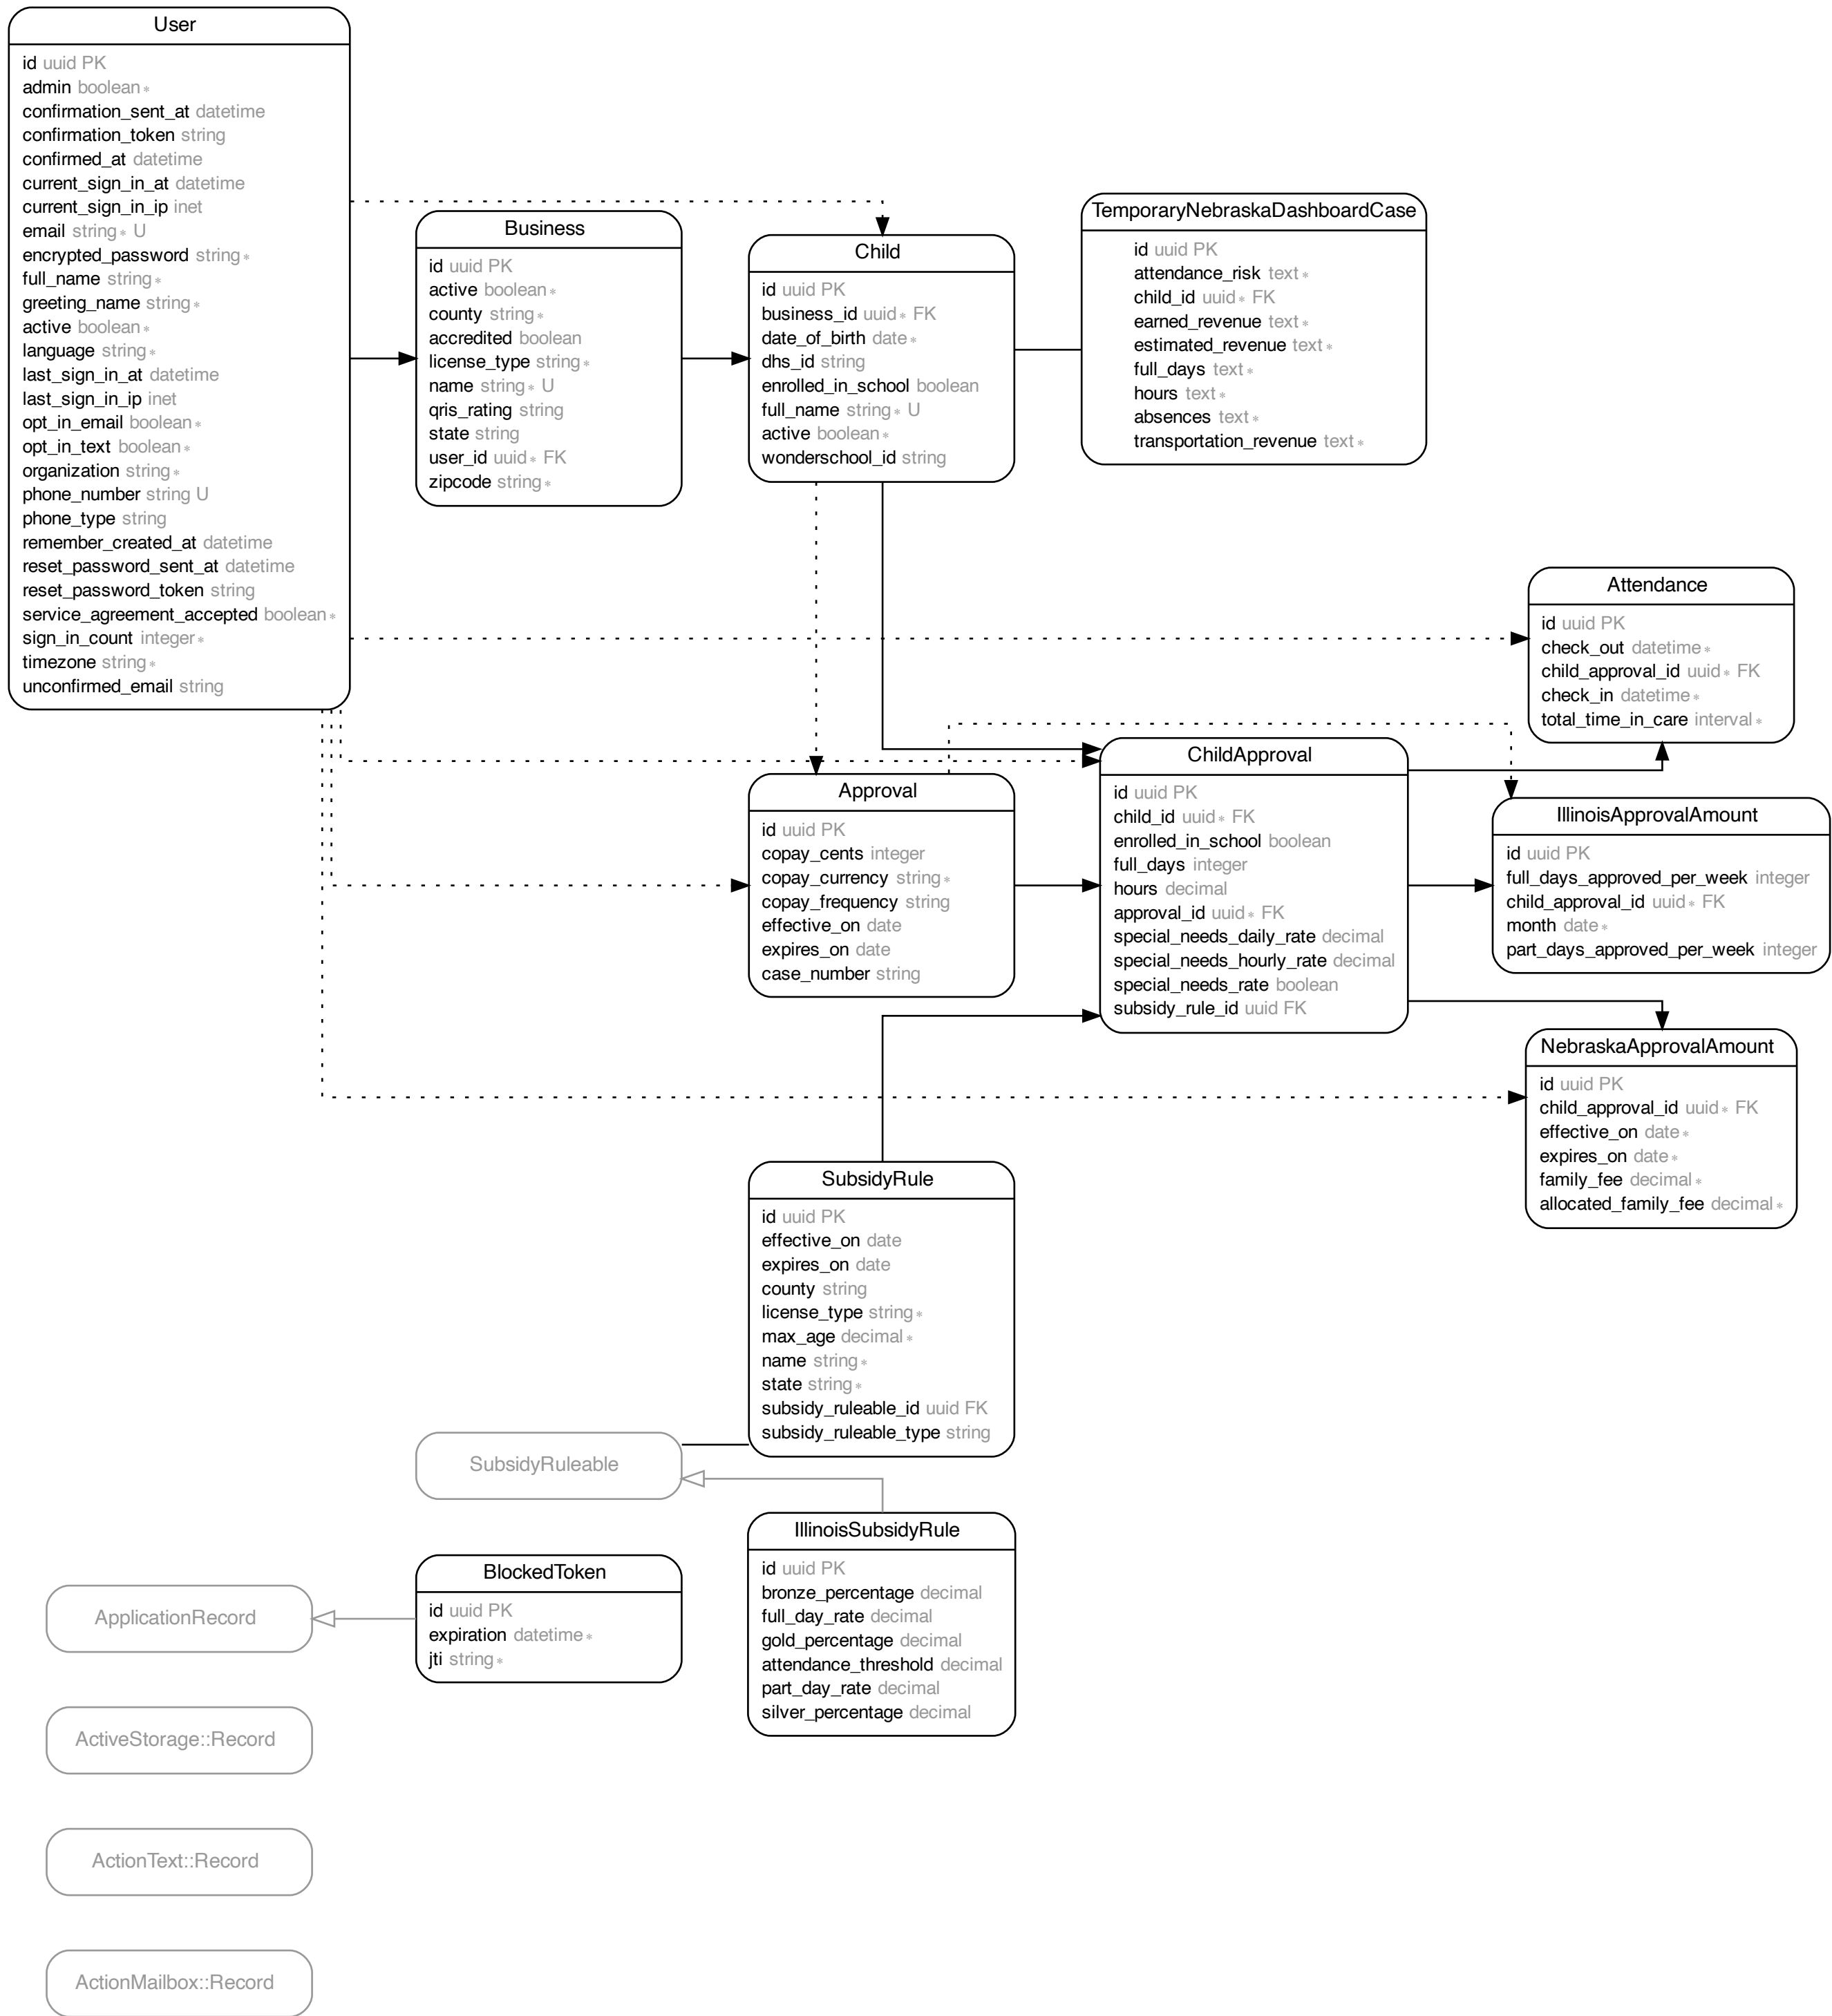 User
id uuid PK
admin boolean *
confirmation_sent_at datetime
confirmation_token string
confirmed_at datetime
current_sign_in_at datetime
current_sign_in_ip inet
email string * U
encrypted_password string *
full_name string *
greeting_name string *
active boolean *
language string *
last_sign_in_at datetime
last_sign_in_ip inet
opt_in_email boolean *
opt_in_text boolean *
organization string *
phone_number string U
phone_type string
remember_created_at datetime
reset_password_sent_at datetime
reset_password_token string
service_agreement_accepted boolean *
sign_in_count integer *
timezone string *
unconfirmed_email string
Business
id uuid PK
active boolean *
county string *
accredited boolean
license_type string *
name string * U
qris_rating string
state string
user_id uuid * FK
zipcode string *
Child
id uuid PK
business_id uuid * FK
date_of_birth date *
dhs_id string
enrolled_in_school boolean
full_name string * U
active boolean *
wonderschool_id string
TemporaryNebraskaDashboardCase
id uuid PK
attendance_risk text *
child_id uuid * FK
earned_revenue text *
estimated_revenue text *
full_days text *
hours text *
absences text *
transportation_revenue text *
Attendance
id uuid PK
check_out datetime *
child_approval_id uuid * FK
check_in datetime *
total_time_in_care interval *
Approval
id uuid PK
copay_cents integer
copay_currency string *
copay_frequency string
effective_on date
expires_on date
case_number string
ChildApproval
id uuid PK
child_id uuid * FK
enrolled_in_school boolean
full_days integer
hours decimal
approval_id uuid * FK
special_needs_daily_rate decimal
special_needs_hourly_rate decimal
special_needs_rate boolean
subsidy_rule_id uuid FK
IllinoisApprovalAmount
id uuid PK
full_days_approved_per_week integer
child_approval_id uuid * FK
month date *
part_days_approved_per_week integer
NebraskaApprovalAmount
id uuid PK
child_approval_id uuid * FK
effective_on date *
expires_on date *
family_fee decimal *
allocated_family_fee decimal *
SubsidyRule
id uuid PK
effective_on date
expires_on date
county string
license_type string *
max_age decimal *
name string *
state string *
subsidy_ruleable_id uuid FK
subsidy_ruleable_type string
SubsidyRuleable
IllinoisSubsidyRule
id uuid PK
bronze_percentage decimal
full_day_rate decimal
gold_percentage decimal
attendance_threshold decimal
part_day_rate decimal
silver_percentage decimal
BlockedToken
id uuid PK
expiration datetime *
jti string *
ApplicationRecord
ActiveStorage::Record
ActionText::Record
ActionMailbox::Record